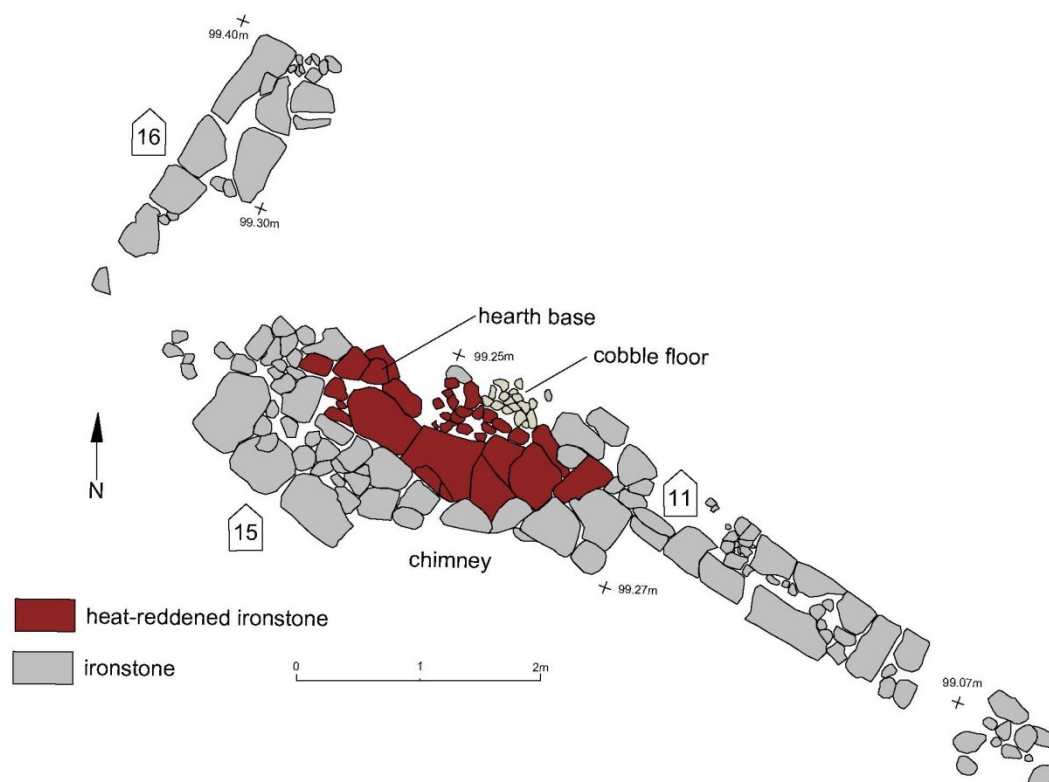 99.40m
16
99.30m
hearth base
99.25m
cobble floor
N
11
15
chimney
99.27m
heat-reddened ironstone
ironstone
0 1 2m
99.07m